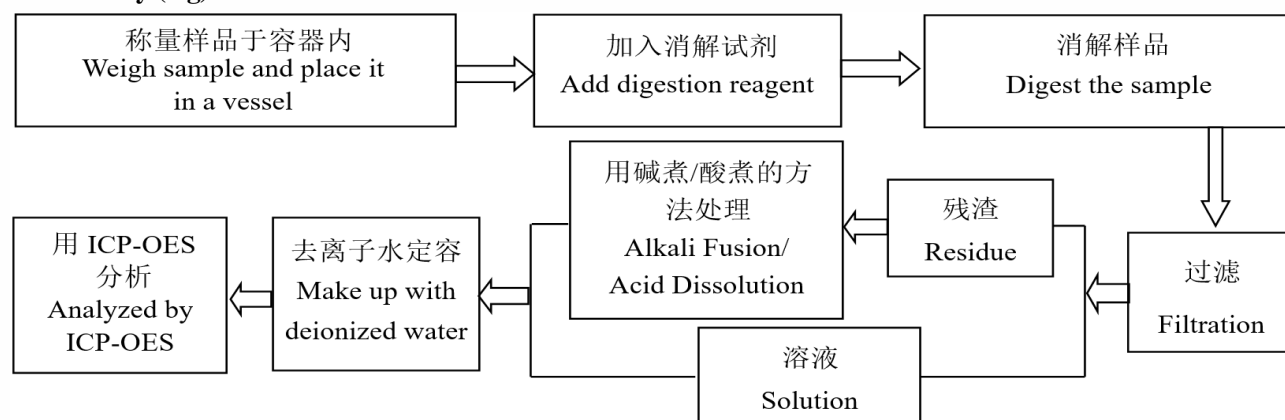 称量样品于容器内
Weigh sample and place it
in a vessel
加入消解试剂
Add digestion reagent
消解样品
Digest the sample
过滤
Filtration
残渣
Residue
用碱煮/酸煮的方
法处理
Alkali Fusion/
Acid Dissolution
溶液
Solution
去离子水定容
Make up with
deionized water
用 ICP-OES
分析
Analyzed by
ICP-OES